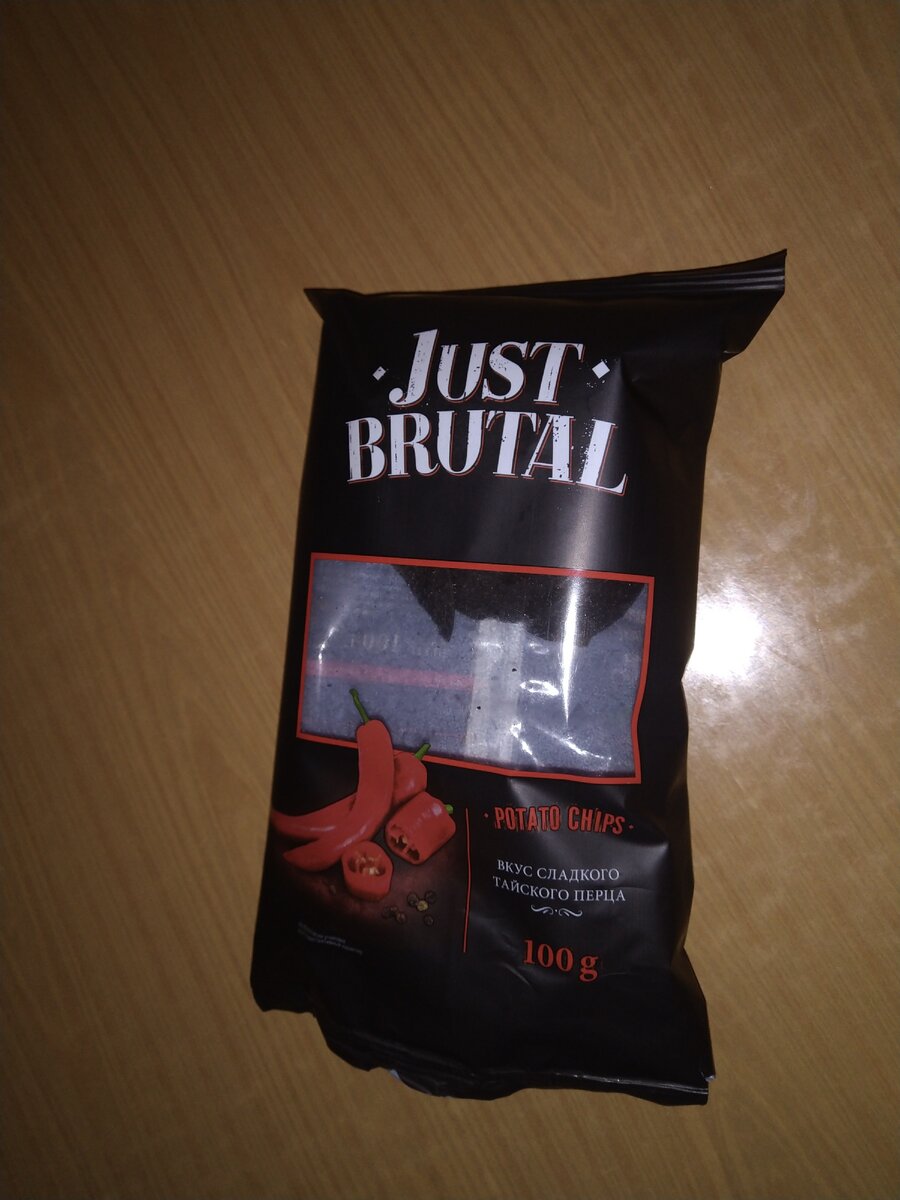 JUST
BRUTAL
POTATO CHIPS
ВКУС СЛАДКОГО
ТАЙСКОГО ПЕРЦА
100 g